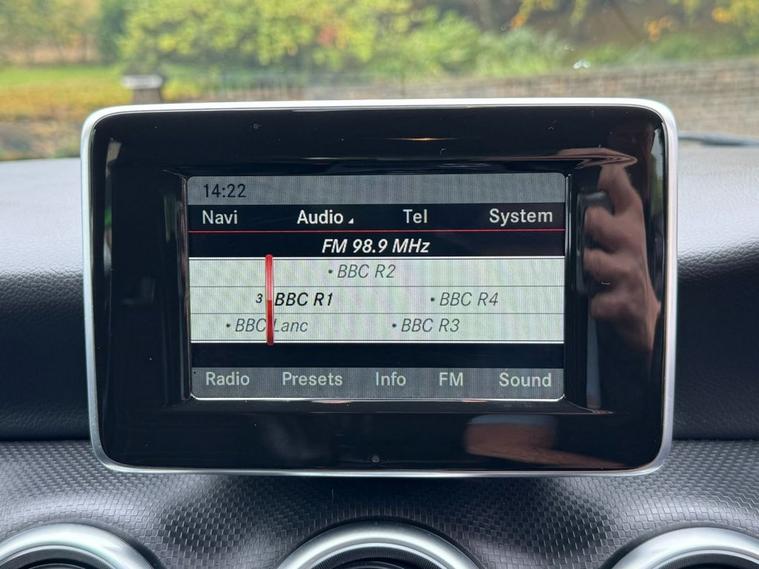 14:22
Navi Audio Tel System
FM 98.9 MHz
• BBC R2
3 BBC R1 • BBC R4
• BBC Lanc • BBC R3
Radio Presets Info FM Sound